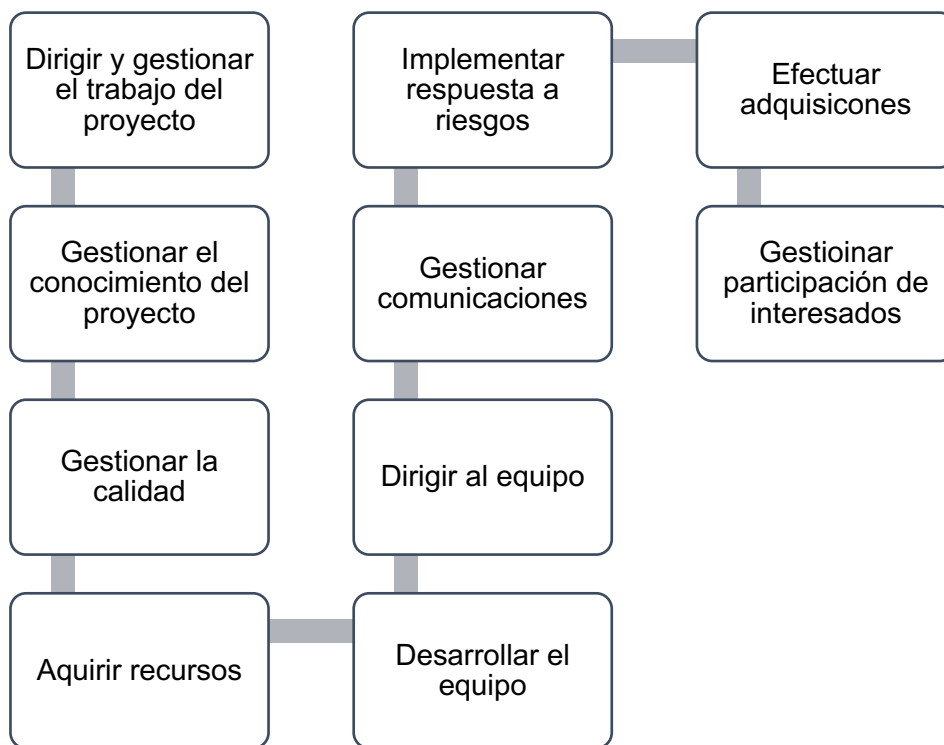 Dirigir y gestionar
el trabajo del
proyecto
Gestionar el
conocimiento del
proyecto
Gestionar la
calidad
Aquirir recursos
Desarrollar el
equipo
Dirigir al equipo
Gestionar
comunicaciones
Implementar
respuesta a
riesgos
Efectuar
adquisicones
Gestioinar
participación de
interesados